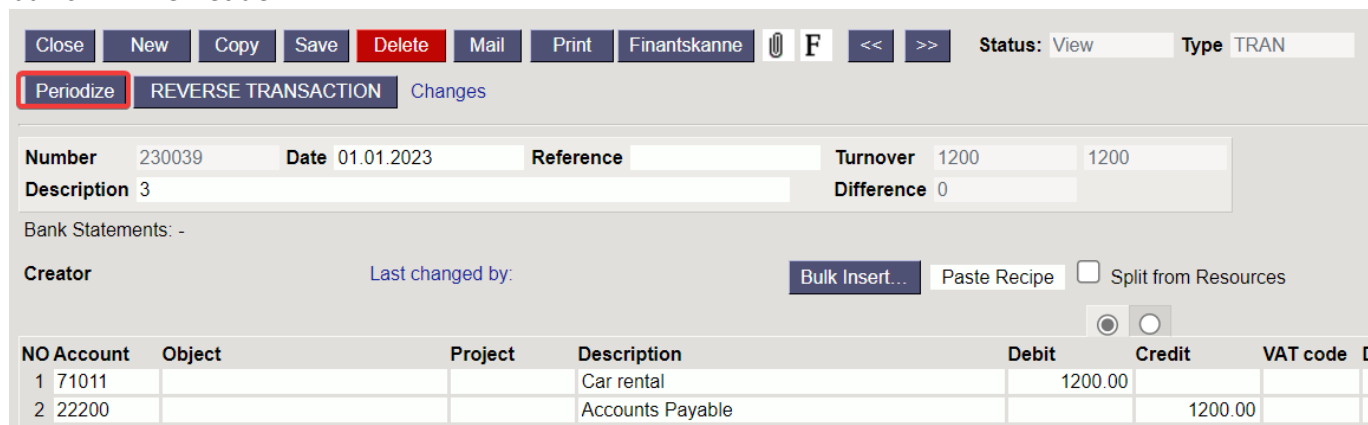 Close New Copy Save Delete Mail Print Finantskanne F << >> Status: View Type TRAN
Periodize REVERSE TRANSACTION Changes
Number 230039 Date 01.01.2023 Reference Turnover 1200 1200
Description 3 Difference 0
Bank Statements: -
Creator Last changed by: Bulk Insert... Paste Recipe Split from Resources
NO Account Object Project Description Debit Credit VAT code
1 71011 Car rental 1200.00
2 22200 Accounts Payable 1200.00